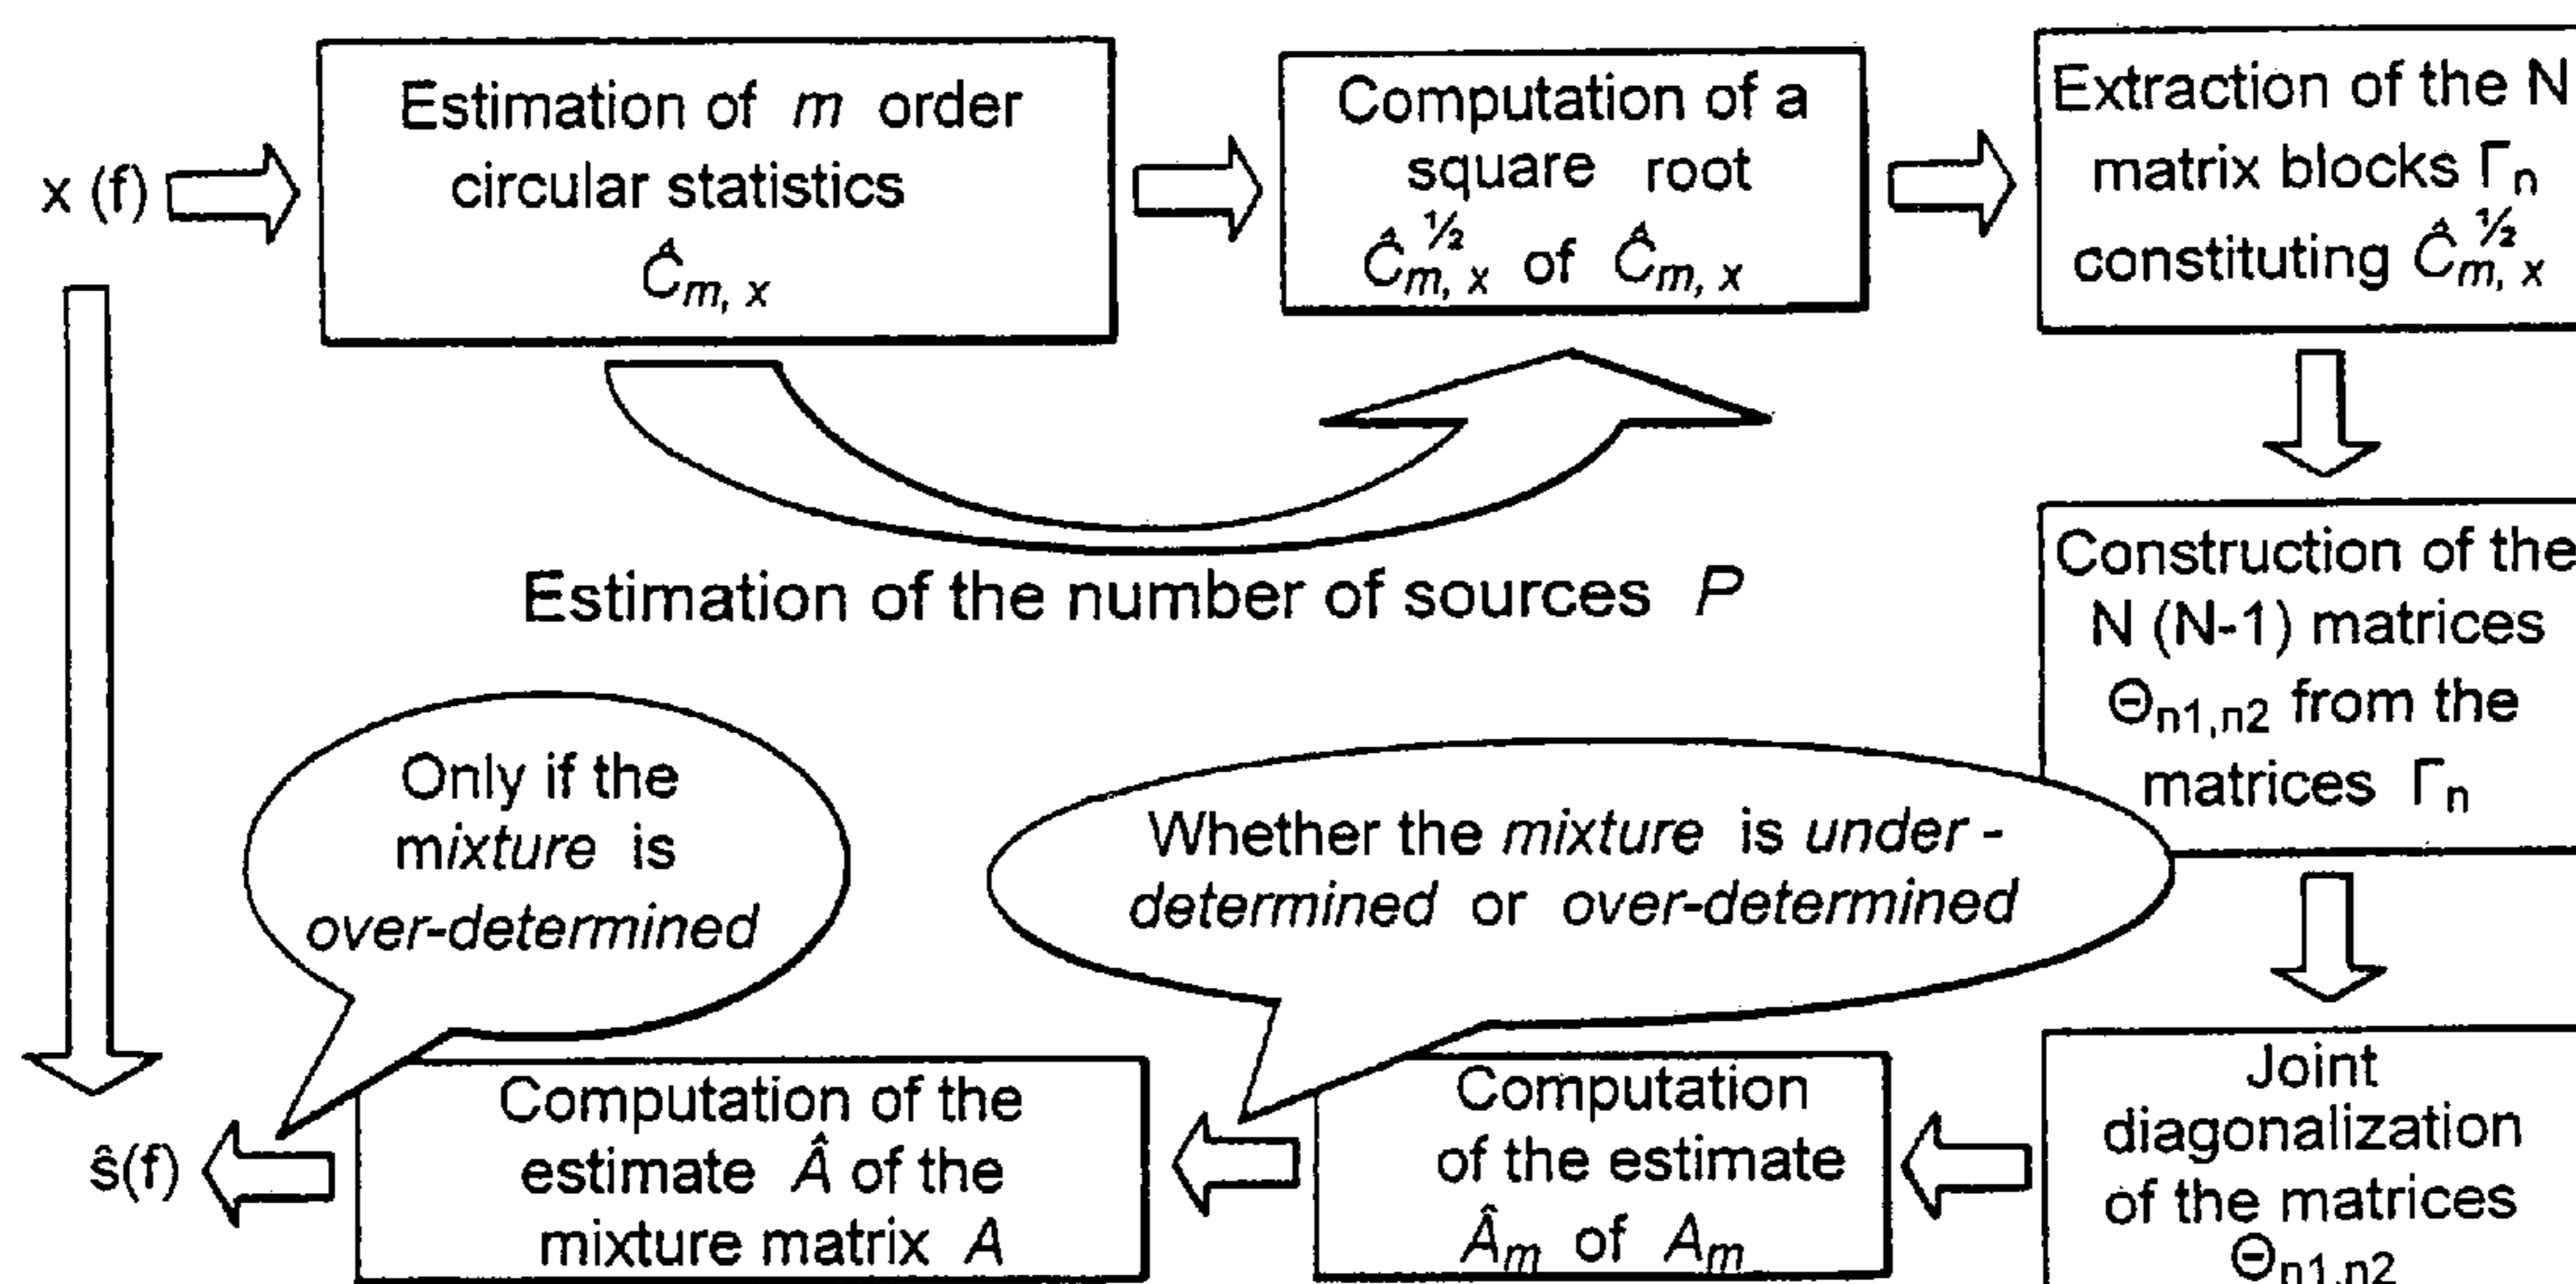 x (f)
Estimation of m order
circular statistics
Ĉm, x
Computation of a
square root
Ĉ½m, x of Ĉm, x
Extraction of the N
matrix blocks Γn
constituting Ĉ½m, x
Estimation of the number of sources P
Construction of the
N (N-1) matrices
Θn1,n2 from the
matrices Γn
Only if the
mixture is
over-determined
Whether the mixture is under -
determined or over-determined
Joint
diagonalization
of the matrices
Θn1,n2
Computation
of the estimate
Âm of Am
Computation of the
estimate Â of the
mixture matrix A
ŝ(f)